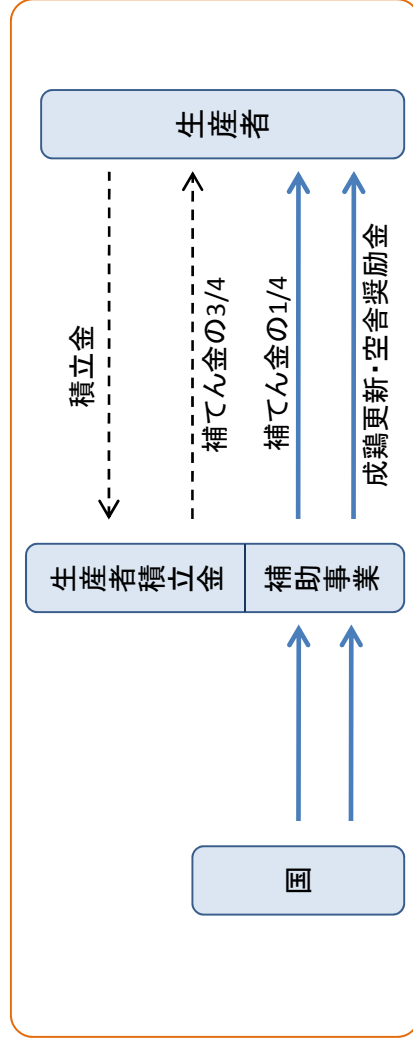 国
生産者積立金
補助事業
積立金
補てん金の3/4
補てん金の1/4
成鶏更新・空舎奨励金
生産者